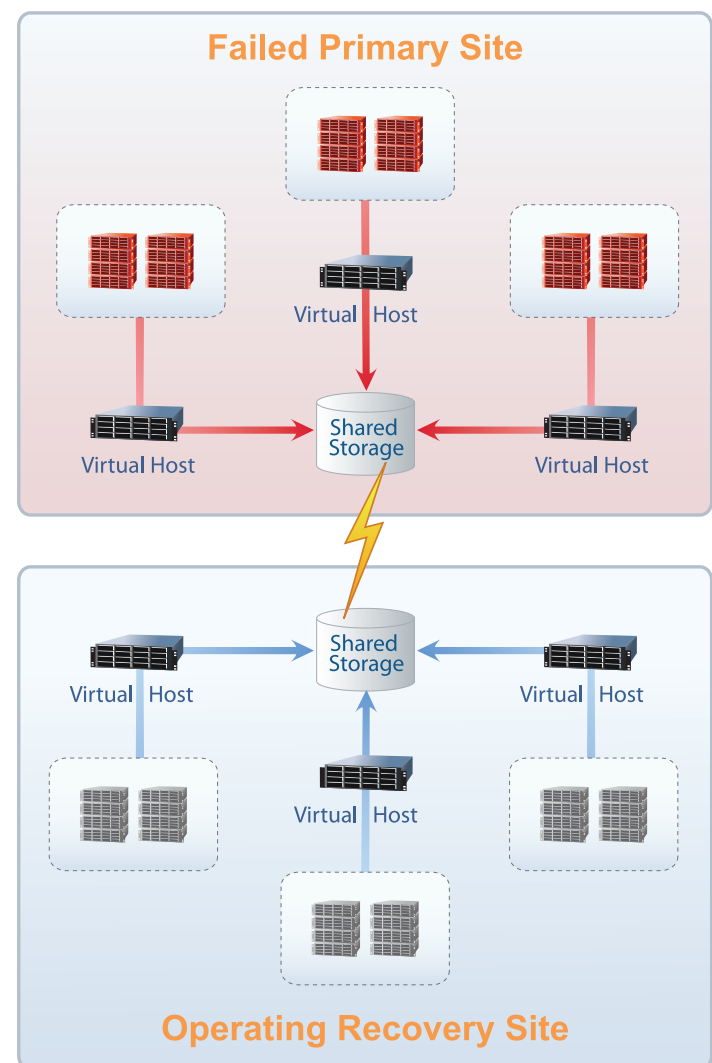 Failed Primary Site
Virtual Host
Shared
Storage
Virtual Host
Virtual Host
Shared
Storage
Virtual Host
Virtual Host
Virtual Host
Operating Recovery Site